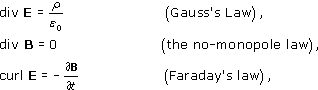 div E = ρ/ε₀ (Gauss's Law),
div B = 0 (the no-monopole law),
curl E = - ∂B/∂t (Faraday's law),